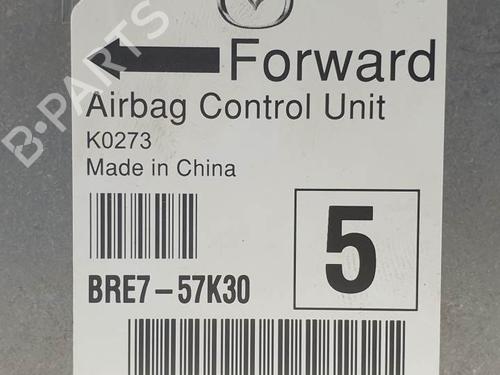 Forward
Airbag Control Unit
K0273
Made in China
5
BRE7-57K30
B-PARTS